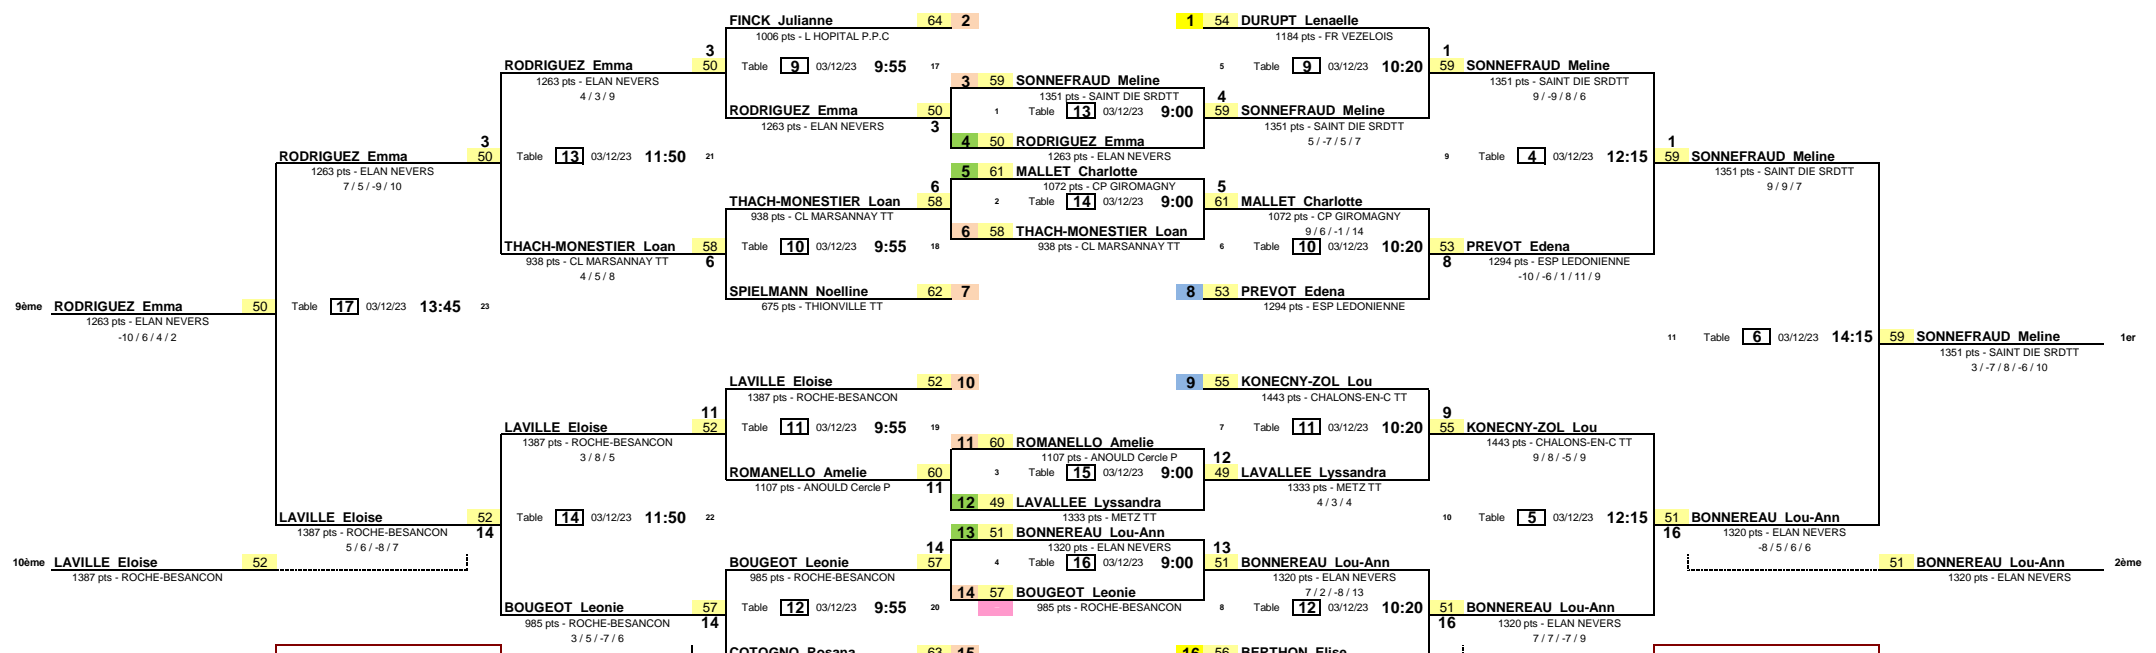 FINCK Julianne 64 2 1 54 DURUPT Lenaelle
1006 pts - L HOPITAL P.P.C 1184 pts - FR VEZELOIS
3 1
RODRIGUEZ Emma 50 Table 9 03/12/23 9:55 17 5 Table 9 03/12/23 10:20 59 SONNEFRAUD Meline
1263 pts - ELAN NEVERS 3 59 SONNEFRAUD Meline 1351 pts - SAINT DIE SRDTT
4 / 3 / 9 1351 pts - SAINT DIE SRDTT 4 9 / -9 / 8 / 6
RODRIGUEZ Emma 50 1 Table 13 03/12/23 9:00 59 SONNEFRAUD Meline
1263 pts - ELAN NEVERS 3 1351 pts - SAINT DIE SRDTT
3 4 50 RODRIGUEZ Emma 5 / -7 / 5 / 7 1
RODRIGUEZ Emma 50 Table 13 03/12/23 11:50 21 1263 pts - ELAN NEVERS 9 Table 4 03/12/23 12:15 59 SONNEFRAUD Meline
1263 pts - ELAN NEVERS 5 61 MALLET Charlotte 1351 pts - SAINT DIE SRDTT
7 / 5 / -9 / 10 6 1072 pts - CP GIROMAGNY 5 9 / 9 / 7
THACH-MONESTIER Loan 58 2 Table 14 03/12/23 9:00 61 MALLET Charlotte
938 pts - CL MARSANNAY TT 1072 pts - CP GIROMAGNY
6 58 THACH-MONESTIER Loan 9 / 6 / -1 / 14
THACH-MONESTIER Loan 58 Table 10 03/12/23 9:55 18 938 pts - CL MARSANNAY TT 6 Table 10 03/12/23 10:20 53 PREVOT Edena
938 pts - CL MARSANNAY TT 6 8 1294 pts - ESP LEDONIENNE
4 / 5 / 8 -10 / -6 / 1 / 11 / 9
SPIELMANN Noelline 62 7 8 53 PREVOT Edena
9ème RODRIGUEZ Emma 50 Table 17 03/12/23 13:45 23 675 pts - THIONVILLE TT 1294 pts - ESP LEDONIENNE
1263 pts - ELAN NEVERS
-10 / 6 / 4 / 2 11 Table 6 03/12/23 14:15 59 SONNEFRAUD Meline 1er
1351 pts - SAINT DIE SRDTT
3 / -7 / 8 / -6 / 10
LAVILLE Eloise 52 10 9 55 KONECNY-ZOL Lou
1387 pts - ROCHE-BESANCON 1443 pts - CHALONS-EN-C TT
11 9
LAVILLE Eloise 52 Table 11 03/12/23 9:55 19 7 Table 11 03/12/23 10:20 55 KONECNY-ZOL Lou
1387 pts - ROCHE-BESANCON 11 60 ROMANELLO Amelie 1443 pts - CHALONS-EN-C TT
3 / 8 / 5 1107 pts - ANOULD Cercle P 12 9 / 8 / -5 / 9
ROMANELLO Amelie 60 3 Table 15 03/12/23 9:00 49 LAVALLEE Lyssandra
1107 pts - ANOULD Cercle P 11 1333 pts - METZ TT
12 49 LAVALLEE Lyssandra 4 / 3 / 4
LAVILLE Eloise 52 Table 14 03/12/23 11:50 22 1333 pts - METZ TT 10 Table 5 03/12/23 12:15 51 BONNEREAU Lou-Ann
1387 pts - ROCHE-BESANCON 14 13 51 BONNEREAU Lou-Ann 16 1320 pts - ELAN NEVERS
5 / 6 / -8 / 7 14 1320 pts - ELAN NEVERS 13 -8 / 5 / 6 / 6
10ème LAVILLE Eloise 52 BOUGEOT Leonie 57 4 Table 16 03/12/23 9:00 51 BONNEREAU Lou-Ann 51 BONNEREAU Lou-Ann 2ème
1387 pts - ROCHE-BESANCON 985 pts - ROCHE-BESANCON 1320 pts - ELAN NEVERS 1320 pts - ELAN NEVERS
14 57 BOUGEOT Leonie 7 / 2 / -8 / 13
BOUGEOT Leonie 57 Table 12 03/12/23 9:55 20 985 pts - ROCHE-BESANCON 8 Table 12 03/12/23 10:20 51 BONNEREAU Lou-Ann
985 pts - ROCHE-BESANCON 14 16 1320 pts - ELAN NEVERS
3 / 5 / -7 / 6 7 / 7 / -7 / 9
COTOGNO Rosana 63 15 16 56 BERTHON Elise